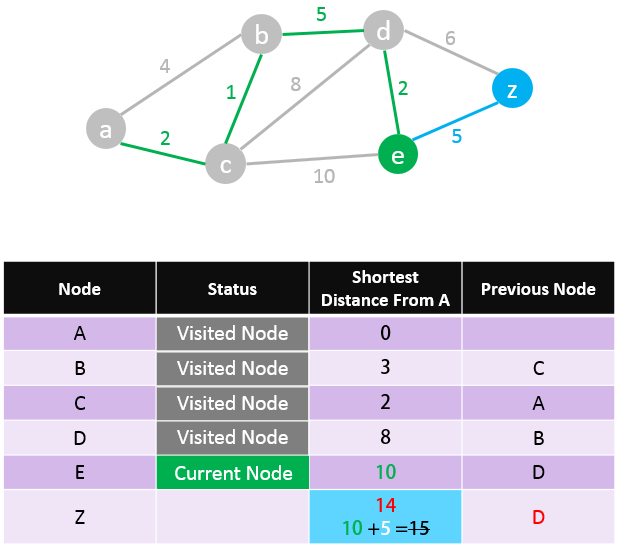 5
b
d
6
4
1
8
2
z
a
2
5
c
e
10
Node Status Shortest Distance From A Previous Node
A Visited Node 0
B Visited Node 3 C
C Visited Node 2 A
D Visited Node 8 B
E Current Node 10 D
Z 14 D
10 +5 =15